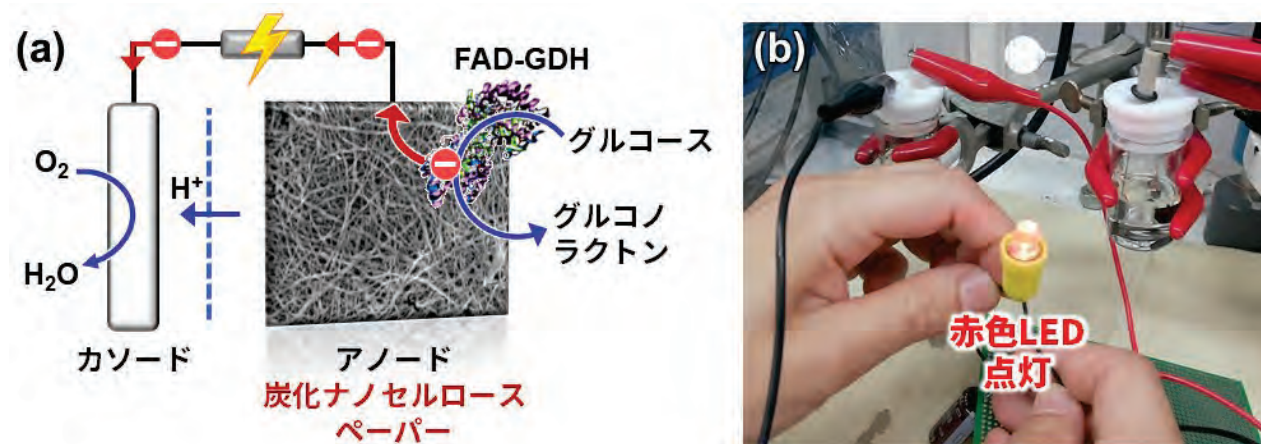 (a)
FAD-GDH
グルコース
O₂
H⁺
グルコノ
ラクトン
H₂O
カソード
アノード
炭化ナノセルロース
ペーパー
(b)
赤色LED
点灯